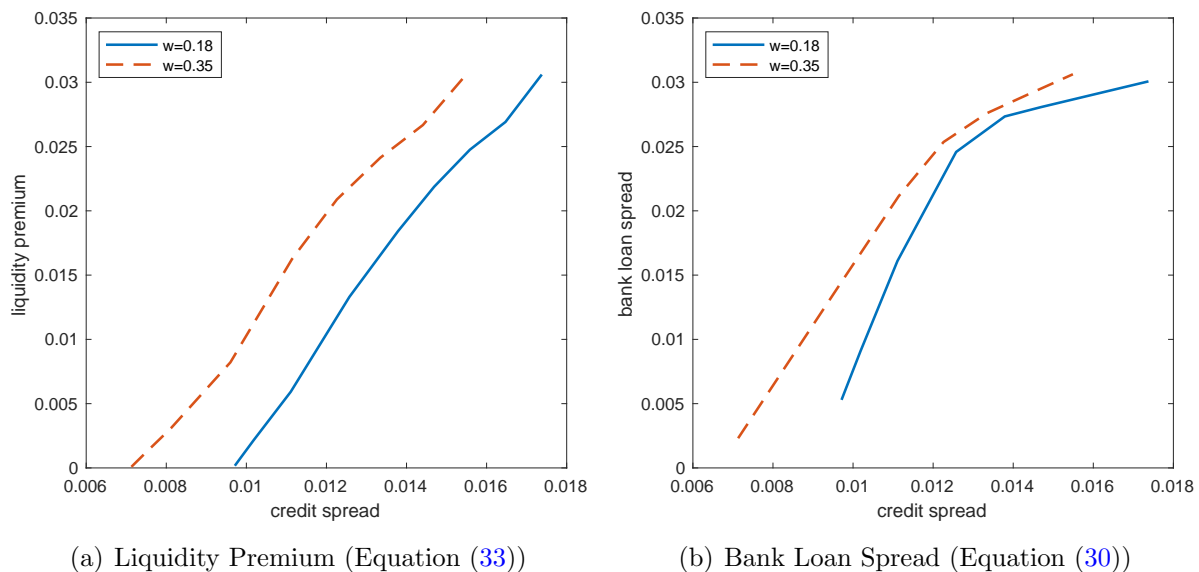 0.035
0.03
0.025
0.02
0.015
0.01
0.005
0
liquidity premium
w=0.18
w=0.35
0.006 0.008 0.01 0.012 0.014 0.016 0.018
credit spread
(a) Liquidity Premium (Equation (33))
0.035
0.03
0.025
0.02
0.015
0.01
0.005
0
bank loan spread
w=0.18
w=0.35
0.006 0.008 0.01 0.012 0.014 0.016 0.018
credit spread
(b) Bank Loan Spread (Equation (30))